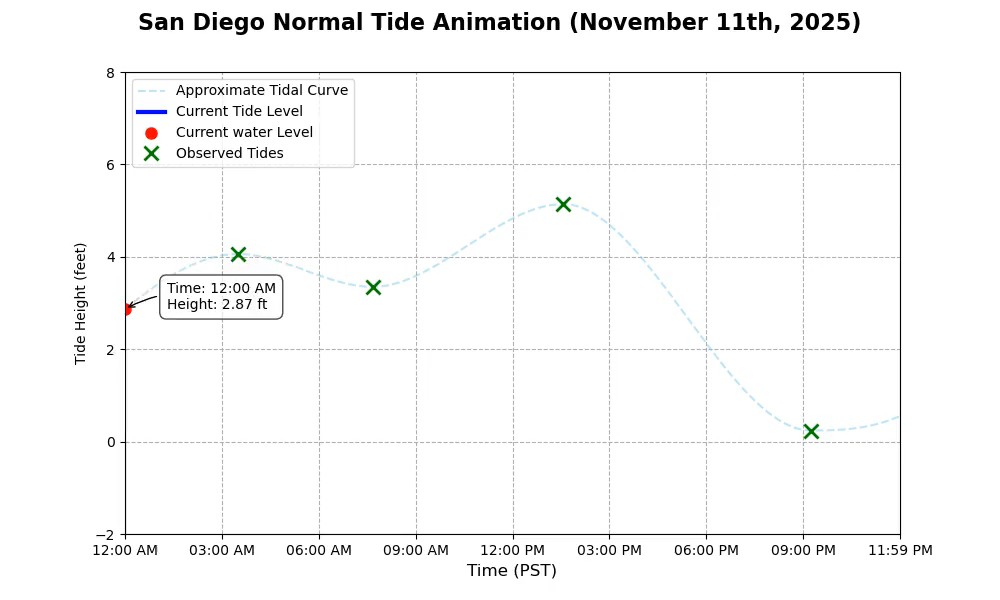 San Diego Normal Tide Animation (November 11th, 2025)
8
Approximate Tidal Curve
Current Tide Level
Current water Level
Observed Tides
6
4
Time: 12:00 AM
Height: 2.87 ft
Tide Height (feet)
2
0
−2
12:00 AM 03:00 AM 06:00 AM 09:00 AM 12:00 PM 03:00 PM 06:00 PM 09:00 PM 11:59 PM
Time (PST)